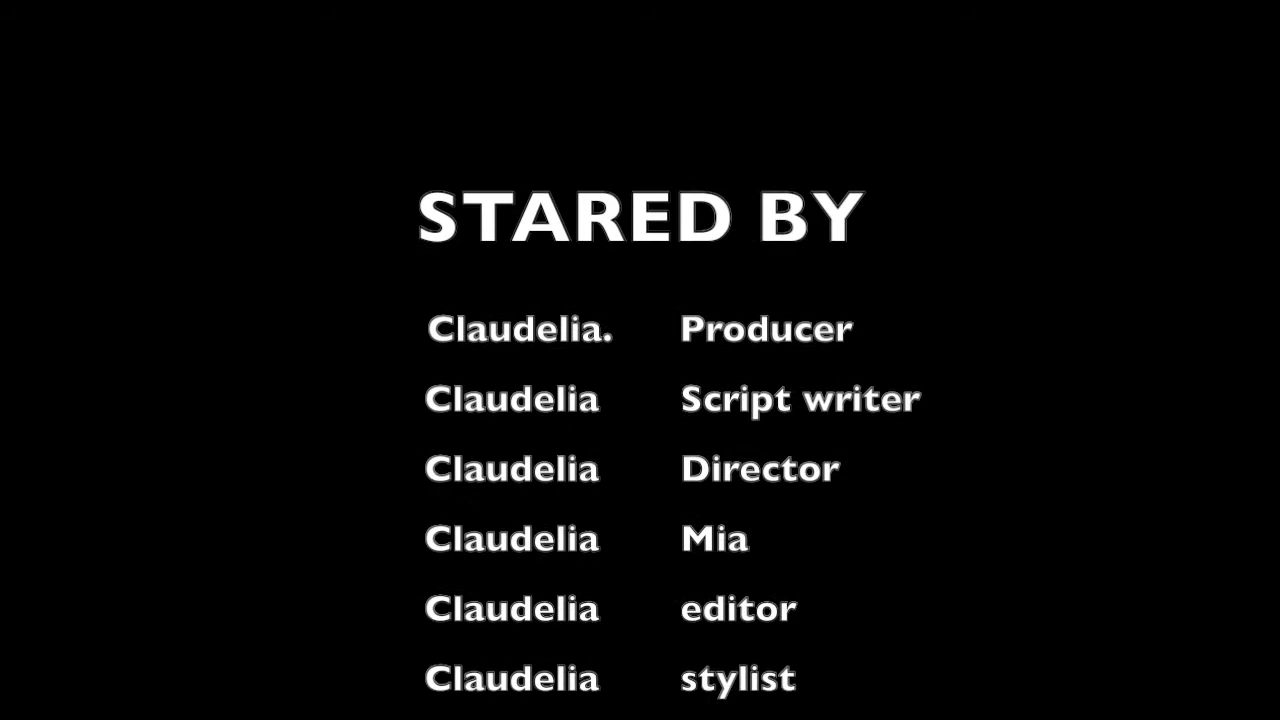 STARED BY
Claudelia. Producer
Claudelia Script writer
Claudelia Director
Claudelia Mia
Claudelia editor
Claudelia stylist